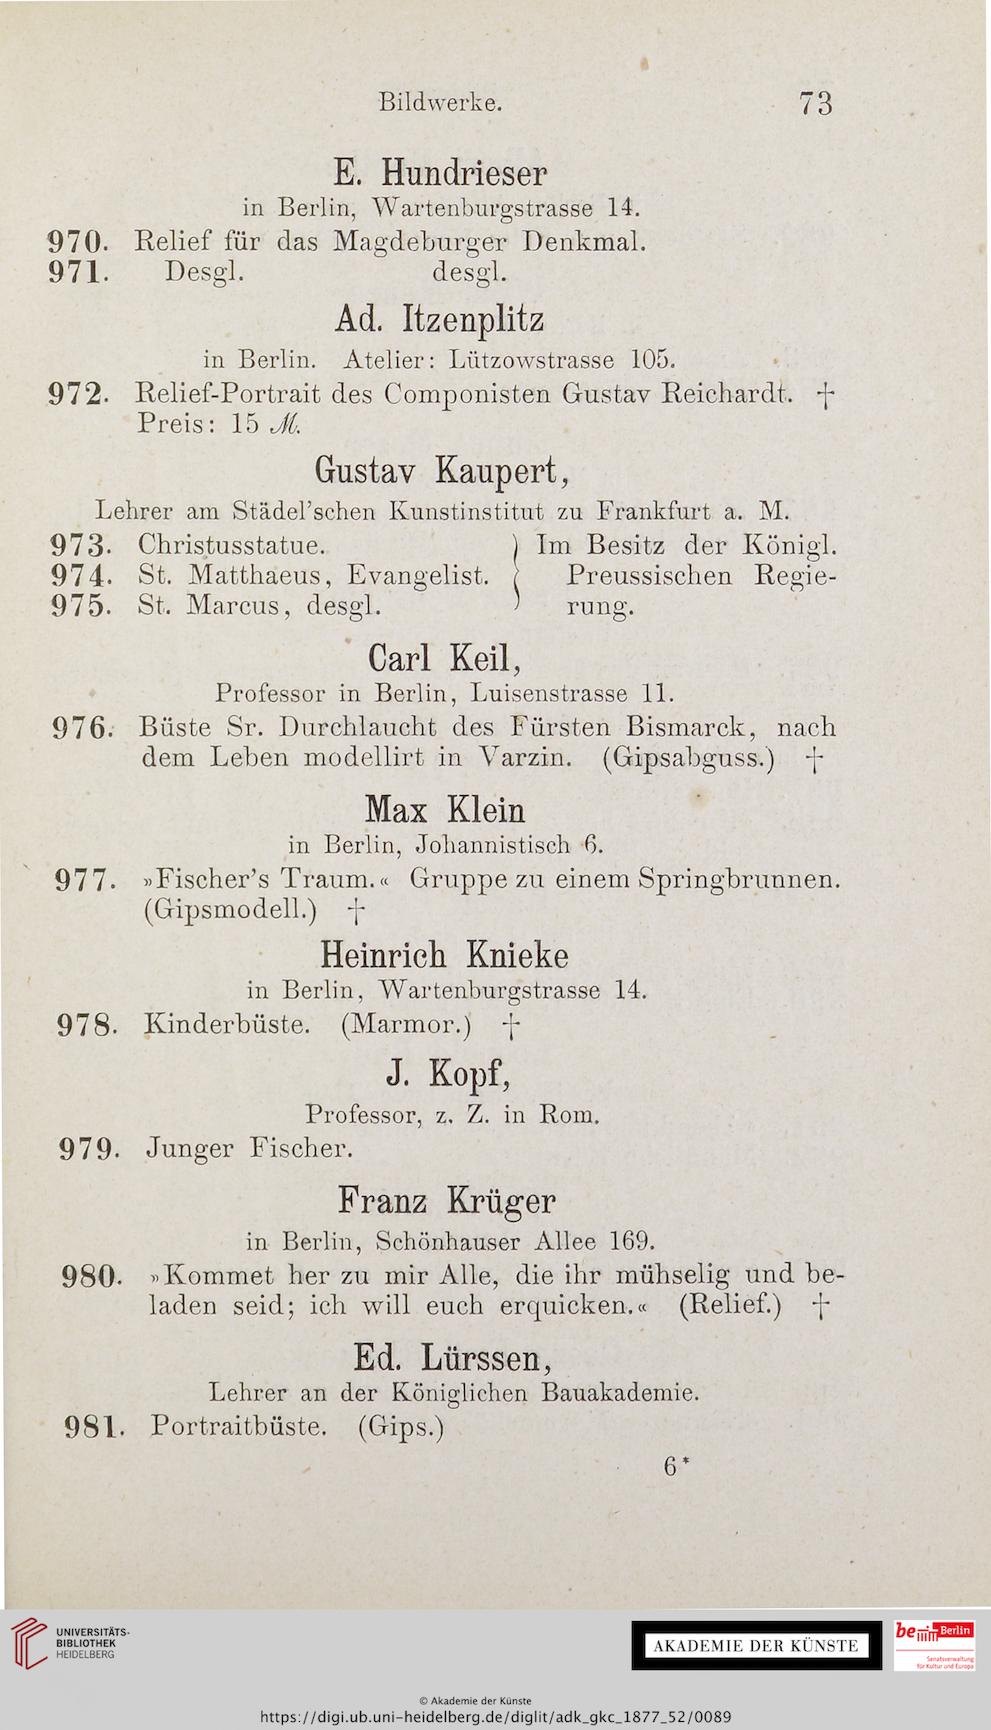 Bildwerke. 73
E. Hundrieser
in Berlin, Wartenburgstrasse 14.
970. Relief für das Magdeburger Denkmal.
971. Desgl. desgl.
Ad. Itzenplitz
in Berlin. Atelier: Lützowstrasse 105.
972. Relief-Portrait des Componisten Gustav Reichardt. †
Preis: 15 ℳ.
Gustav Kaupert,
Lehrer am Städel'schen Kunstinstitut zu Frankfurt a. M.
973. Christusstatue. } Im Besitz der Königl.
974. St. Matthaeus, Evangelist. } Preussischen Regie-
975. St. Marcus, desgl. } rung.
Carl Keil,
Professor in Berlin, Luisenstrasse 11.
976. Büste Sr. Durchlaucht des Fürsten Bismarck, nach
dem Leben modellirt in Varzin. (Gipsabguss.) †
Max Klein
in Berlin, Johannistisch 6.
977. »Fischer's Traum.« Gruppe zu einem Springbrunnen.
(Gipsmodell.) †
Heinrich Knieke
in Berlin, Wartenburgstrasse 14.
978. Kinderbüste. (Marmor.) †
J. Kopf,
Professor, z. Z. in Rom.
979. Junger Fischer.
Franz Krüger
in Berlin, Schönhauser Allee 169.
980. »Kommet her zu mir Alle, die ihr mühselig und be-
laden seid; ich will euch erquicken.« (Relief.) †
Ed. Lürssen,
Lehrer an der Königlichen Bauakademie.
981. Portraitbüste. (Gips.)
6*
UNIVERSITÄTS-
BIBLIOTHEK
HEIDELBERG
AKADEMIE DER KÜNSTE
be Berlin
Senatsverwaltung
für Kultur und Europa
© Akademie der Künste
https://digi.ub.uni-heidelberg.de/diglit/adk_gkc_1877_52/0089